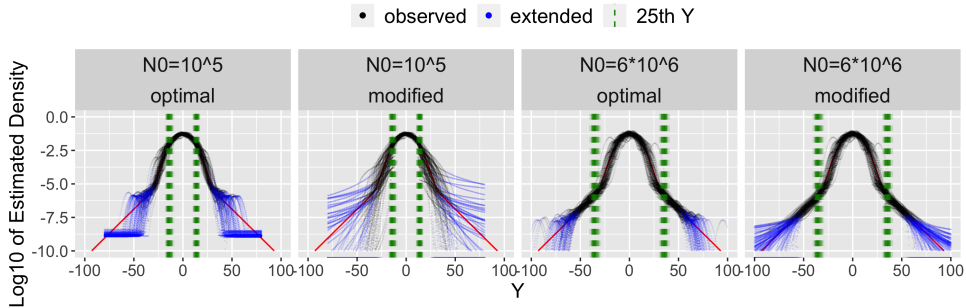 observed extended 25th Y
N0=10^5 N0=10^5 N0=6*10^6 N0=6*10^6
optimal modified optimal modified
Log10 of Estimated Density
0.0
-2.5
-5.0
-7.5
-10.0
-100 -50 0 50 100 -100 -50 0 50 100 -100 -50 0 50 100 -100 -50 0 50 100
Y